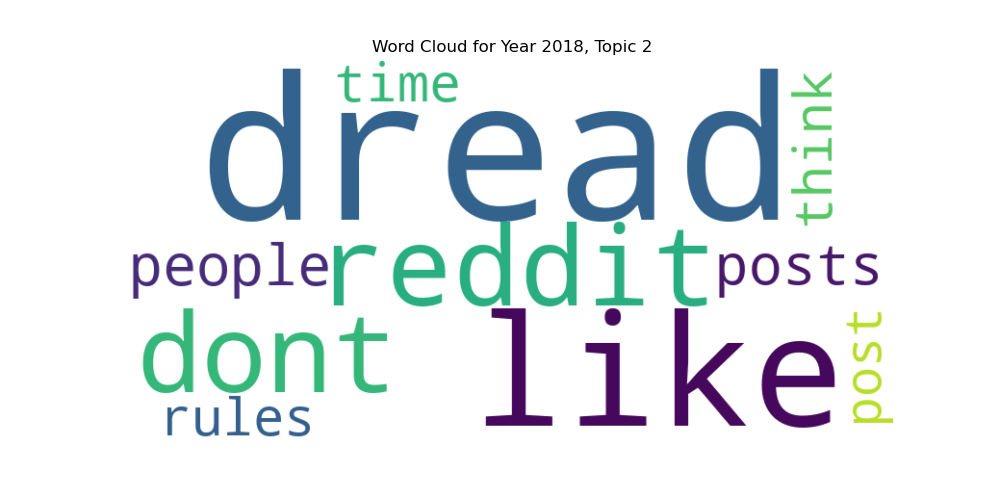 Word Cloud for Year 2018, Topic 2
time
dread
think
people
reddit
posts
dont
like
post
rules